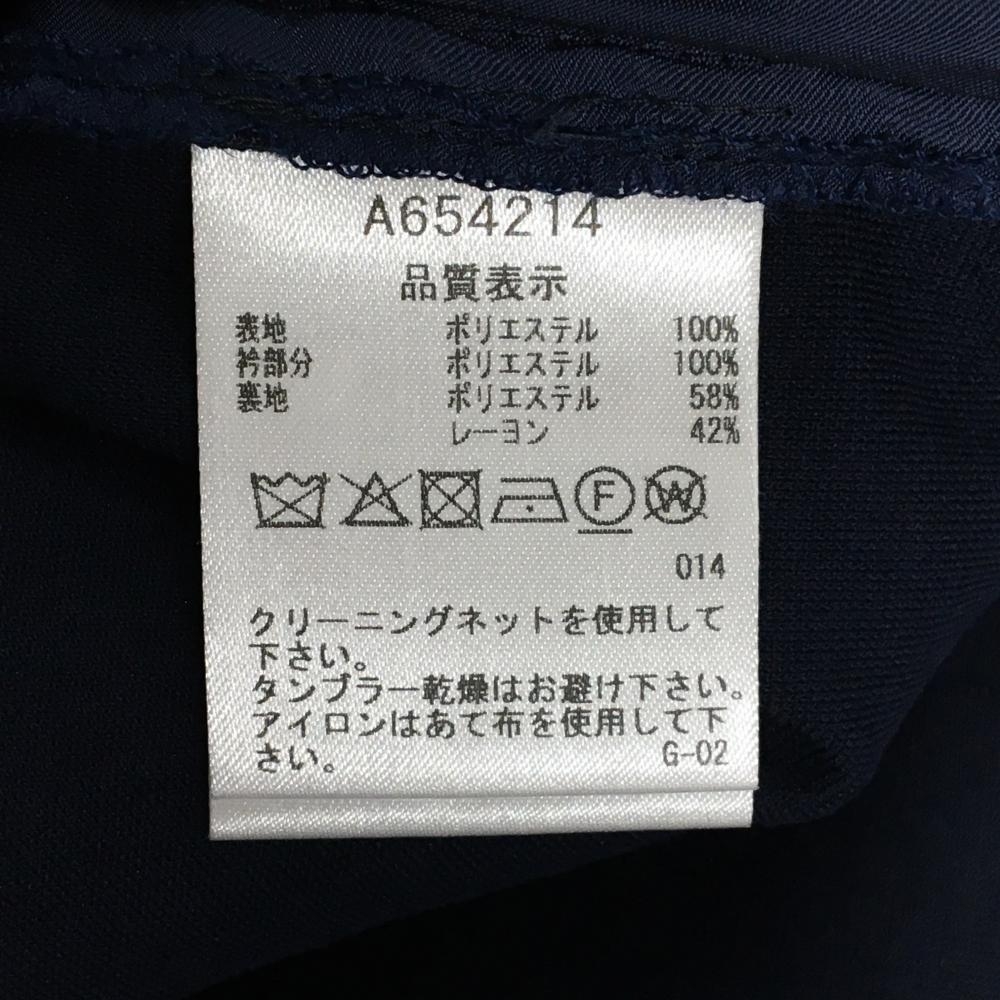 A654214
品質表示
表地 ポリエステル 100%
衿部分 ポリエステル 100%
裏地 ポリエステル 58%
レーヨン 42%
F W
014
クリーニングネットを使用して
下さい。
タンブラー乾燥はお避け下さい。
アイロンはあて布を使用して下
さい。 G-02